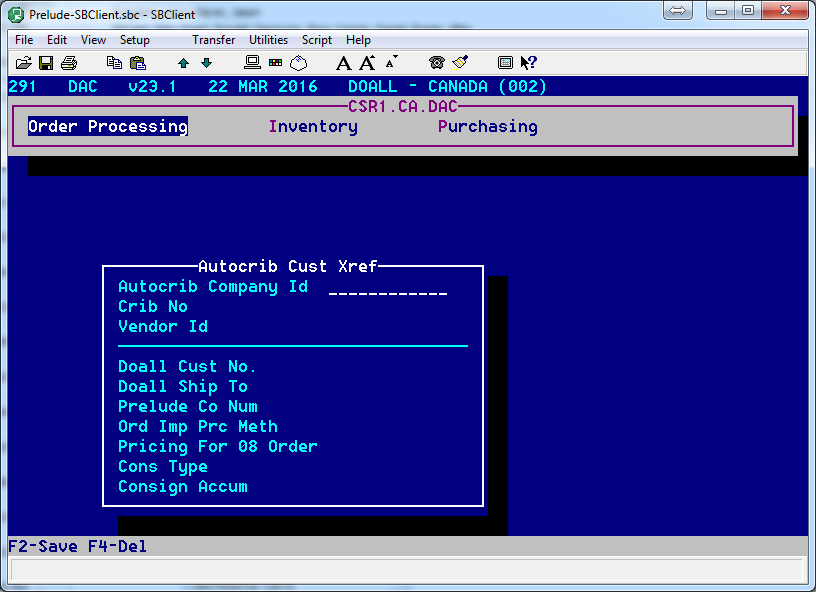 Prelude-SBClient.sbc - SBClient
File Edit View Setup Transfer Utilities Script Help
291 DAC v23.1 22 MAR 2016 DOALL - CANADA (002)
CSR1.CA.DAC
Order Processing Inventory Purchasing
Autocrib Cust Xref
Autocrib Company Id ____________
Crib No
Vendor Id
Doall Cust No.
Doall Ship To
Prelude Co Num
Ord Imp Prc Meth
Pricing For 08 Order
Cons Type
Consign Accum
F2-Save F4-Del